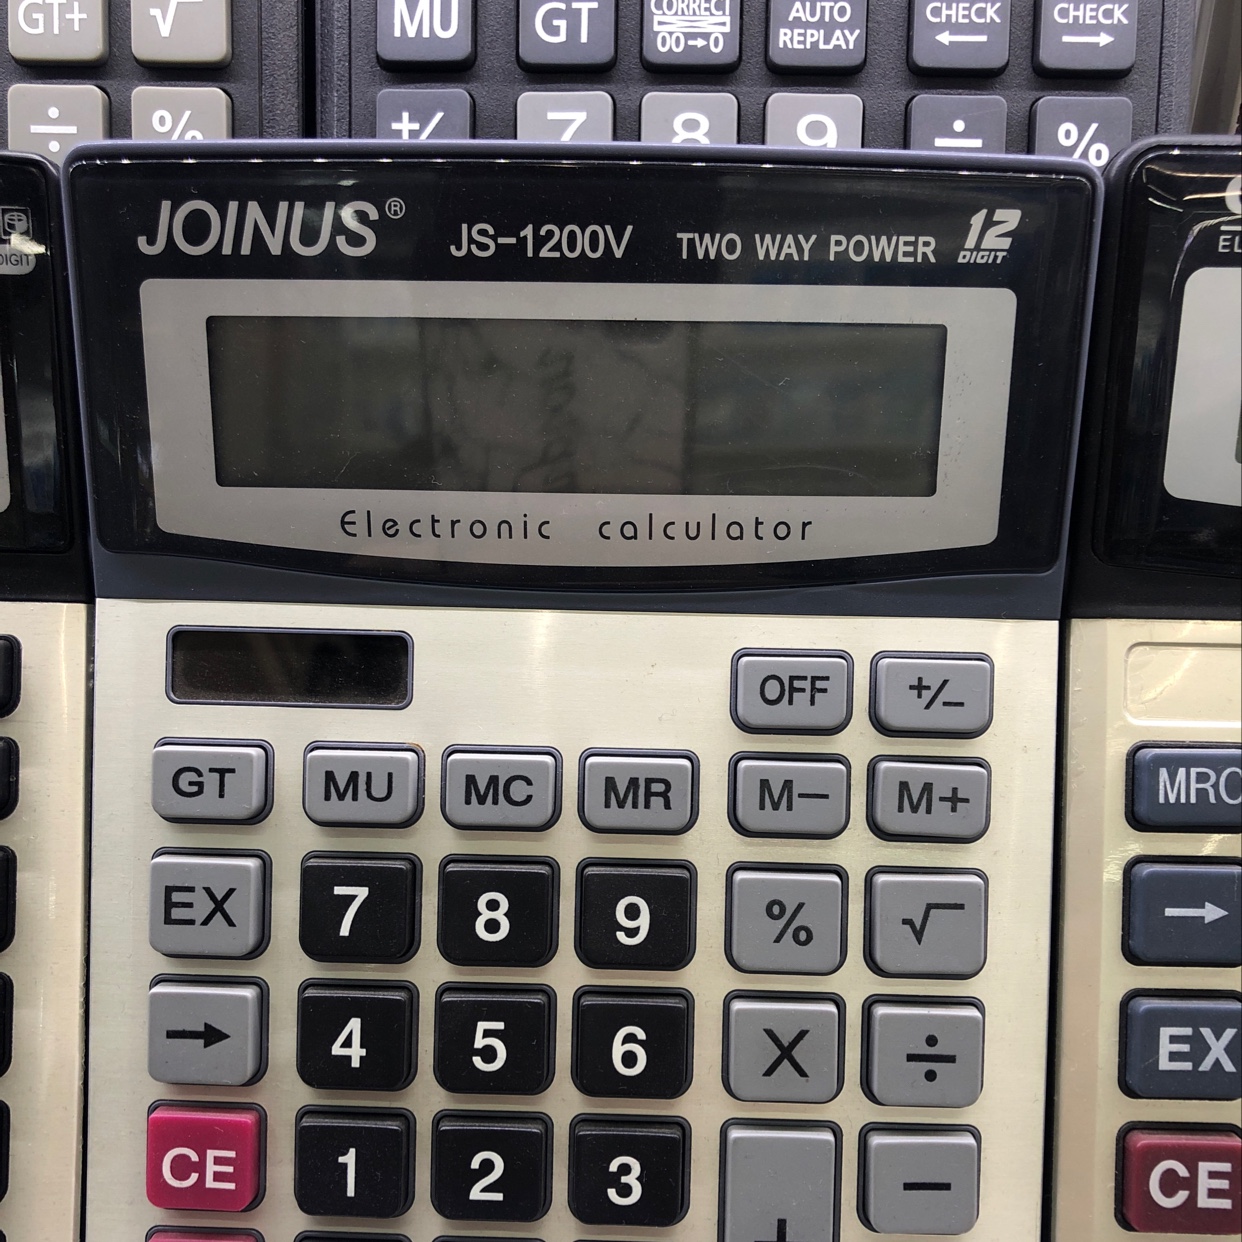 GT+ √
MU GT CORRECT 00→0 AUTO REPLAY CHECK ← CHECK →
÷ %
+/- 7 8 9 ÷ %
DIGIT
JOINUS® JS-1200V TWO WAY POWER 12 DIGIT
EL
Electronic calculator
OFF +/−
GT MU MC MR M− M+
MRC
EX 7 8 9 % √
→
→ 4 5 6 X ÷
EX
CE 1 2 3 + −
CE